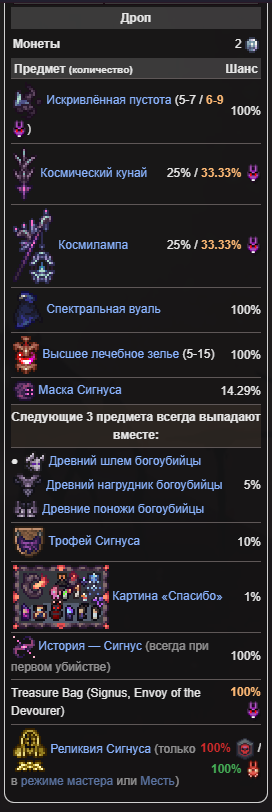 Дроп
Монеты 2
Предмет (количество) Шанс
Искривлённая пустота (5-7 / 6-9
) 100%
Космический кунай 25% / 33.33%
Космилампа 25% / 33.33%
Спектральная вуаль 100%
Высшее лечебное зелье (5-15) 100%
Маска Сигнуса 14.29%
Следующие 3 предмета всегда выпадают
вместе:
• Древний шлем богоубийцы
Древний нагрудник богоубийцы 5%
Древние поножи богоубийцы
Трофей Сигнуса 10%
Картина «Спасибо» 1%
История — Сигнус (всегда при
первом убийстве) 100%
Treasure Bag (Signus, Envoy of the
Devourer) 100%
Реликвия Сигнуса (только 100% /
в режиме мастера или Месть) 100%